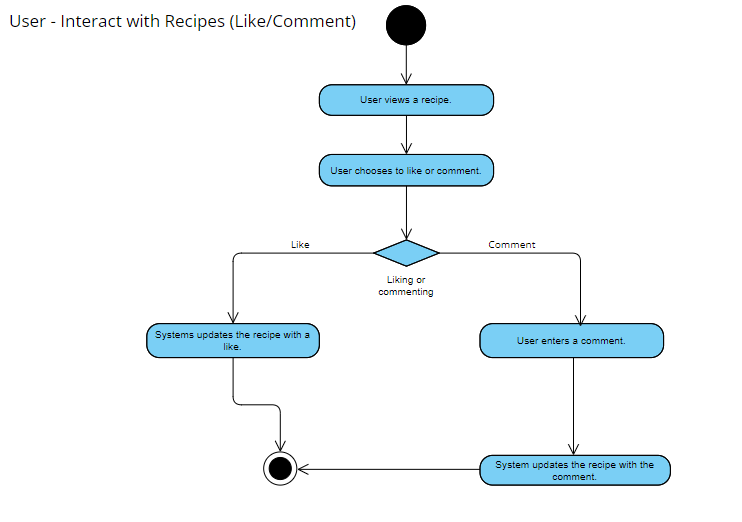 User - Interact with Recipes (Like/Comment)
User views a recipe.
User chooses to like or comment.
Like
Comment
Liking or
commenting
Systems updates the recipe with a
like.
User enters a comment.
System updates the recipe with the
comment.